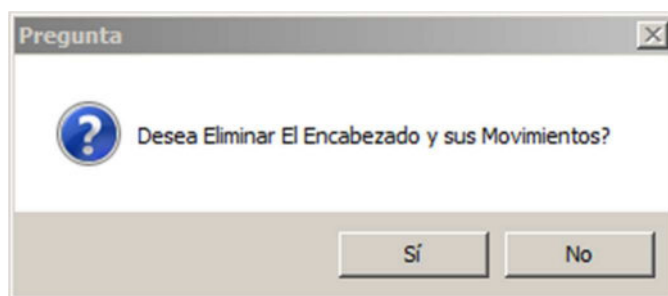 Pregunta
Desea Eliminar El Encabezado y sus Movimientos?
Sí
No